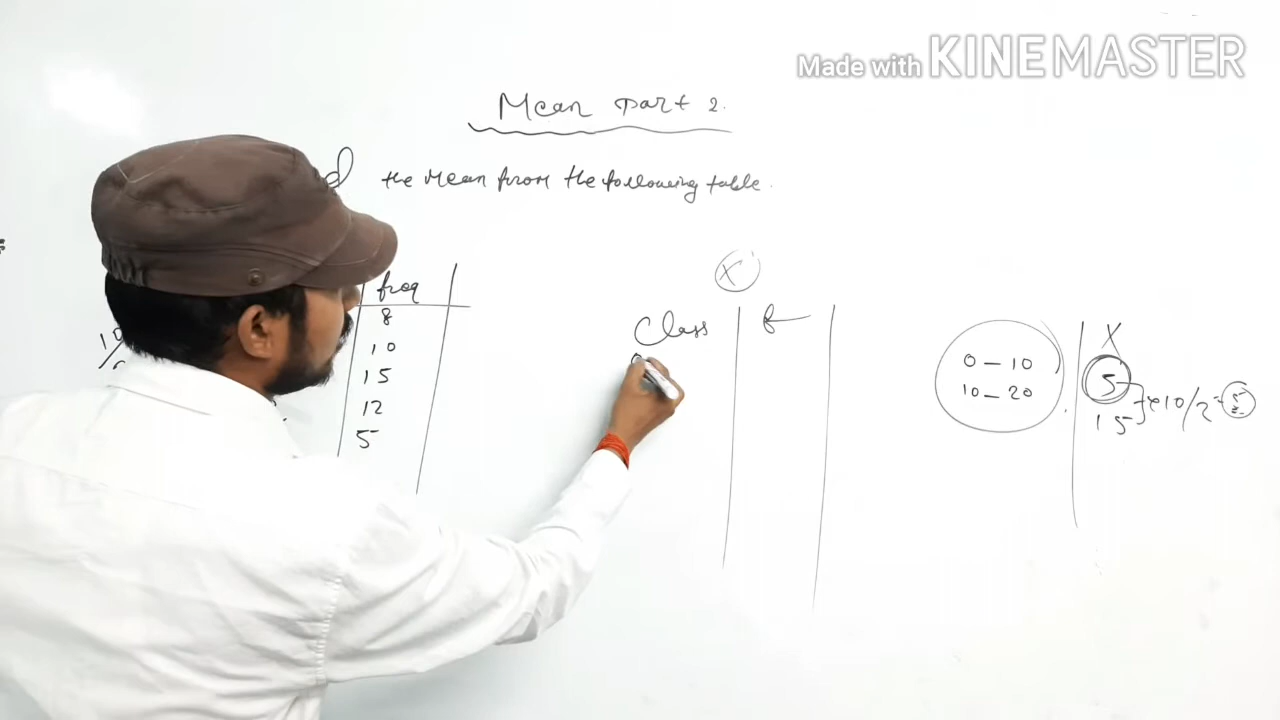 Made with KINEMASTER
Mean Part 2.
the Mean from the following table.
freq
8
10
15
12
5
X
Class f
0 - 10
10 - 20
X
5
15
10/2 5